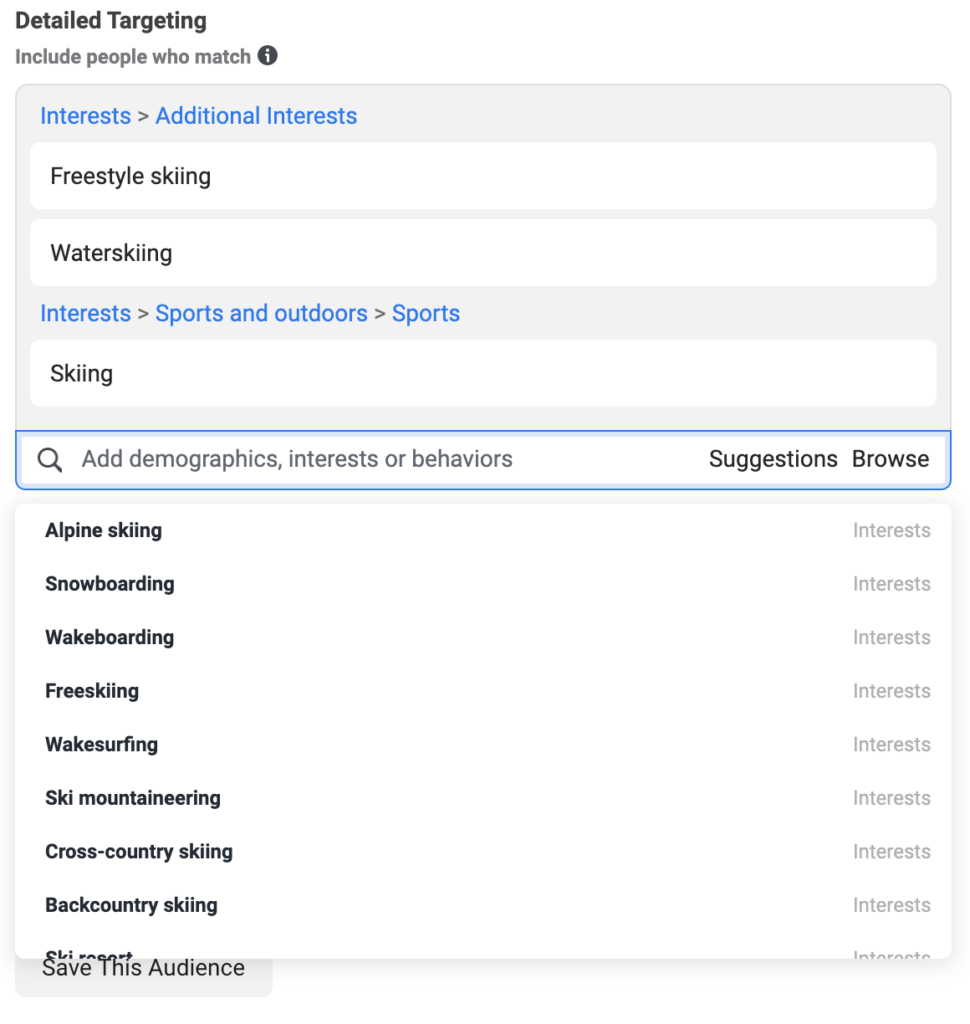 Detailed Targeting
Include people who match
Interests > Additional Interests
Freestyle skiing
Waterskiing
Interests > Sports and outdoors > Sports
Skiing
Add demographics, interests or behaviors Suggestions Browse
Alpine skiing Interests
Snowboarding Interests
Wakeboarding Interests
Freeskiing Interests
Wakesurfing Interests
Ski mountaineering Interests
Cross-country skiing Interests
Backcountry skiing Interests
Ski resort Interests
Save This Audience